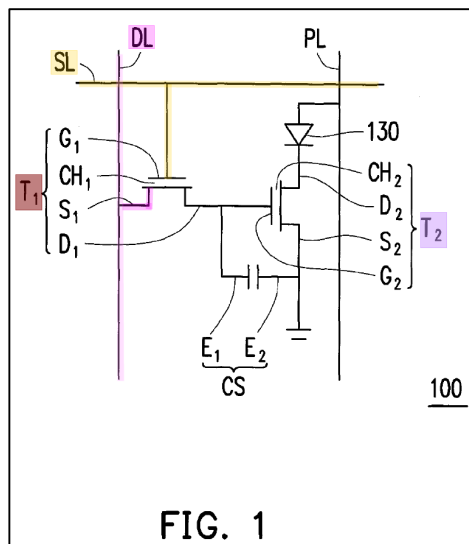 DL
PL
SL
G₁
130
CH₁
CH₂
T₁
D₂
S₁
S₂
T₂
D₁
G₂
E₁ E₂
CS
100
FIG. 1